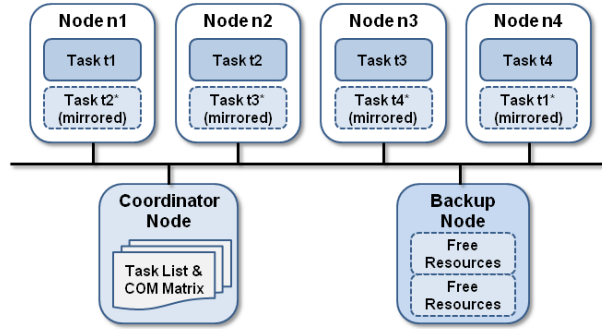 Node n1
Node n2
Node n3
Node n4
Task t1
Task t2
Task t3
Task t4
Task t2*
(mirrored)
Task t3*
(mirrored)
Task t4*
(mirrored)
Task t1*
(mirrored)
Coordinator
Node
Task List &
COM Matrix
Backup
Node
Free
Resources
Free
Resources